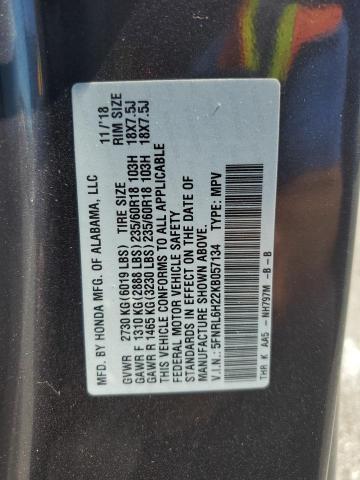 MFD. BY HONDA MFG. OF ALABAMA, LLC 11/'18
TIRE SIZE RIM SIZE
GVWR 2730 KG(6019 LBS)
GAWR F 1310 KG(2888 LBS)235/60R18 103H 18X7.5J
GAWR R 1465 KG(3230 LBS)235/60R18 103H 18X7.5J
THIS VEHICLE CONFORMS TO ALL APPLICABLE
FEDERAL MOTOR VEHICLE SAFETY
STANDARDS IN EFFECT ON THE DATE OF
MANUFACTURE SHOWN ABOVE.
V.I.N.: 5FNRL6H22KB057134 TYPE: MPV
THR K AA5 -NH797M -B -B